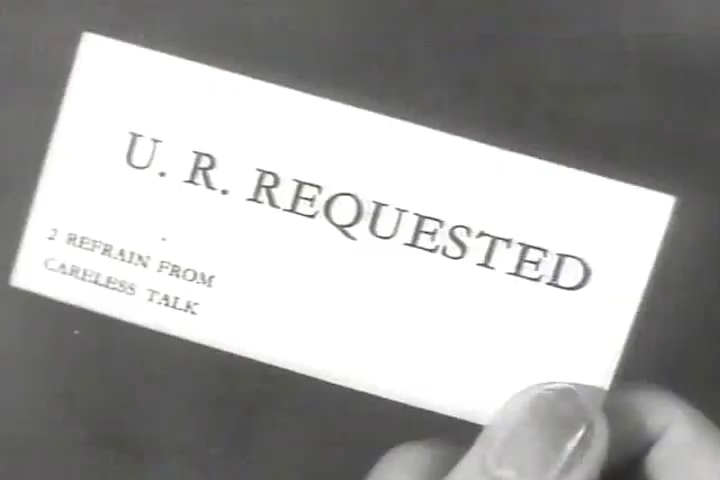 U. R. REQUESTED
2 REFRAIN FROM
CARELESS TALK